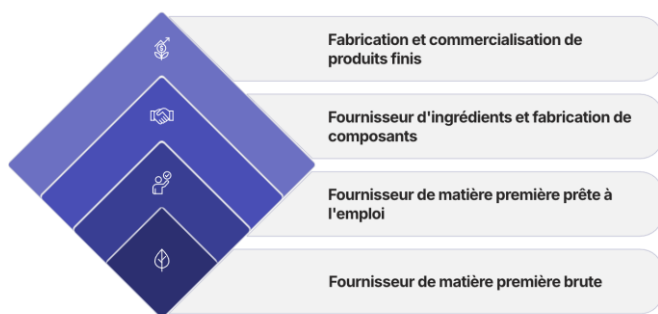 Fabrication et commercialisation de
produits finis
Fournisseur d'ingrédients et fabrication de
composants
Fournisseur de matière première prête à
l'emploi
Fournisseur de matière première brute